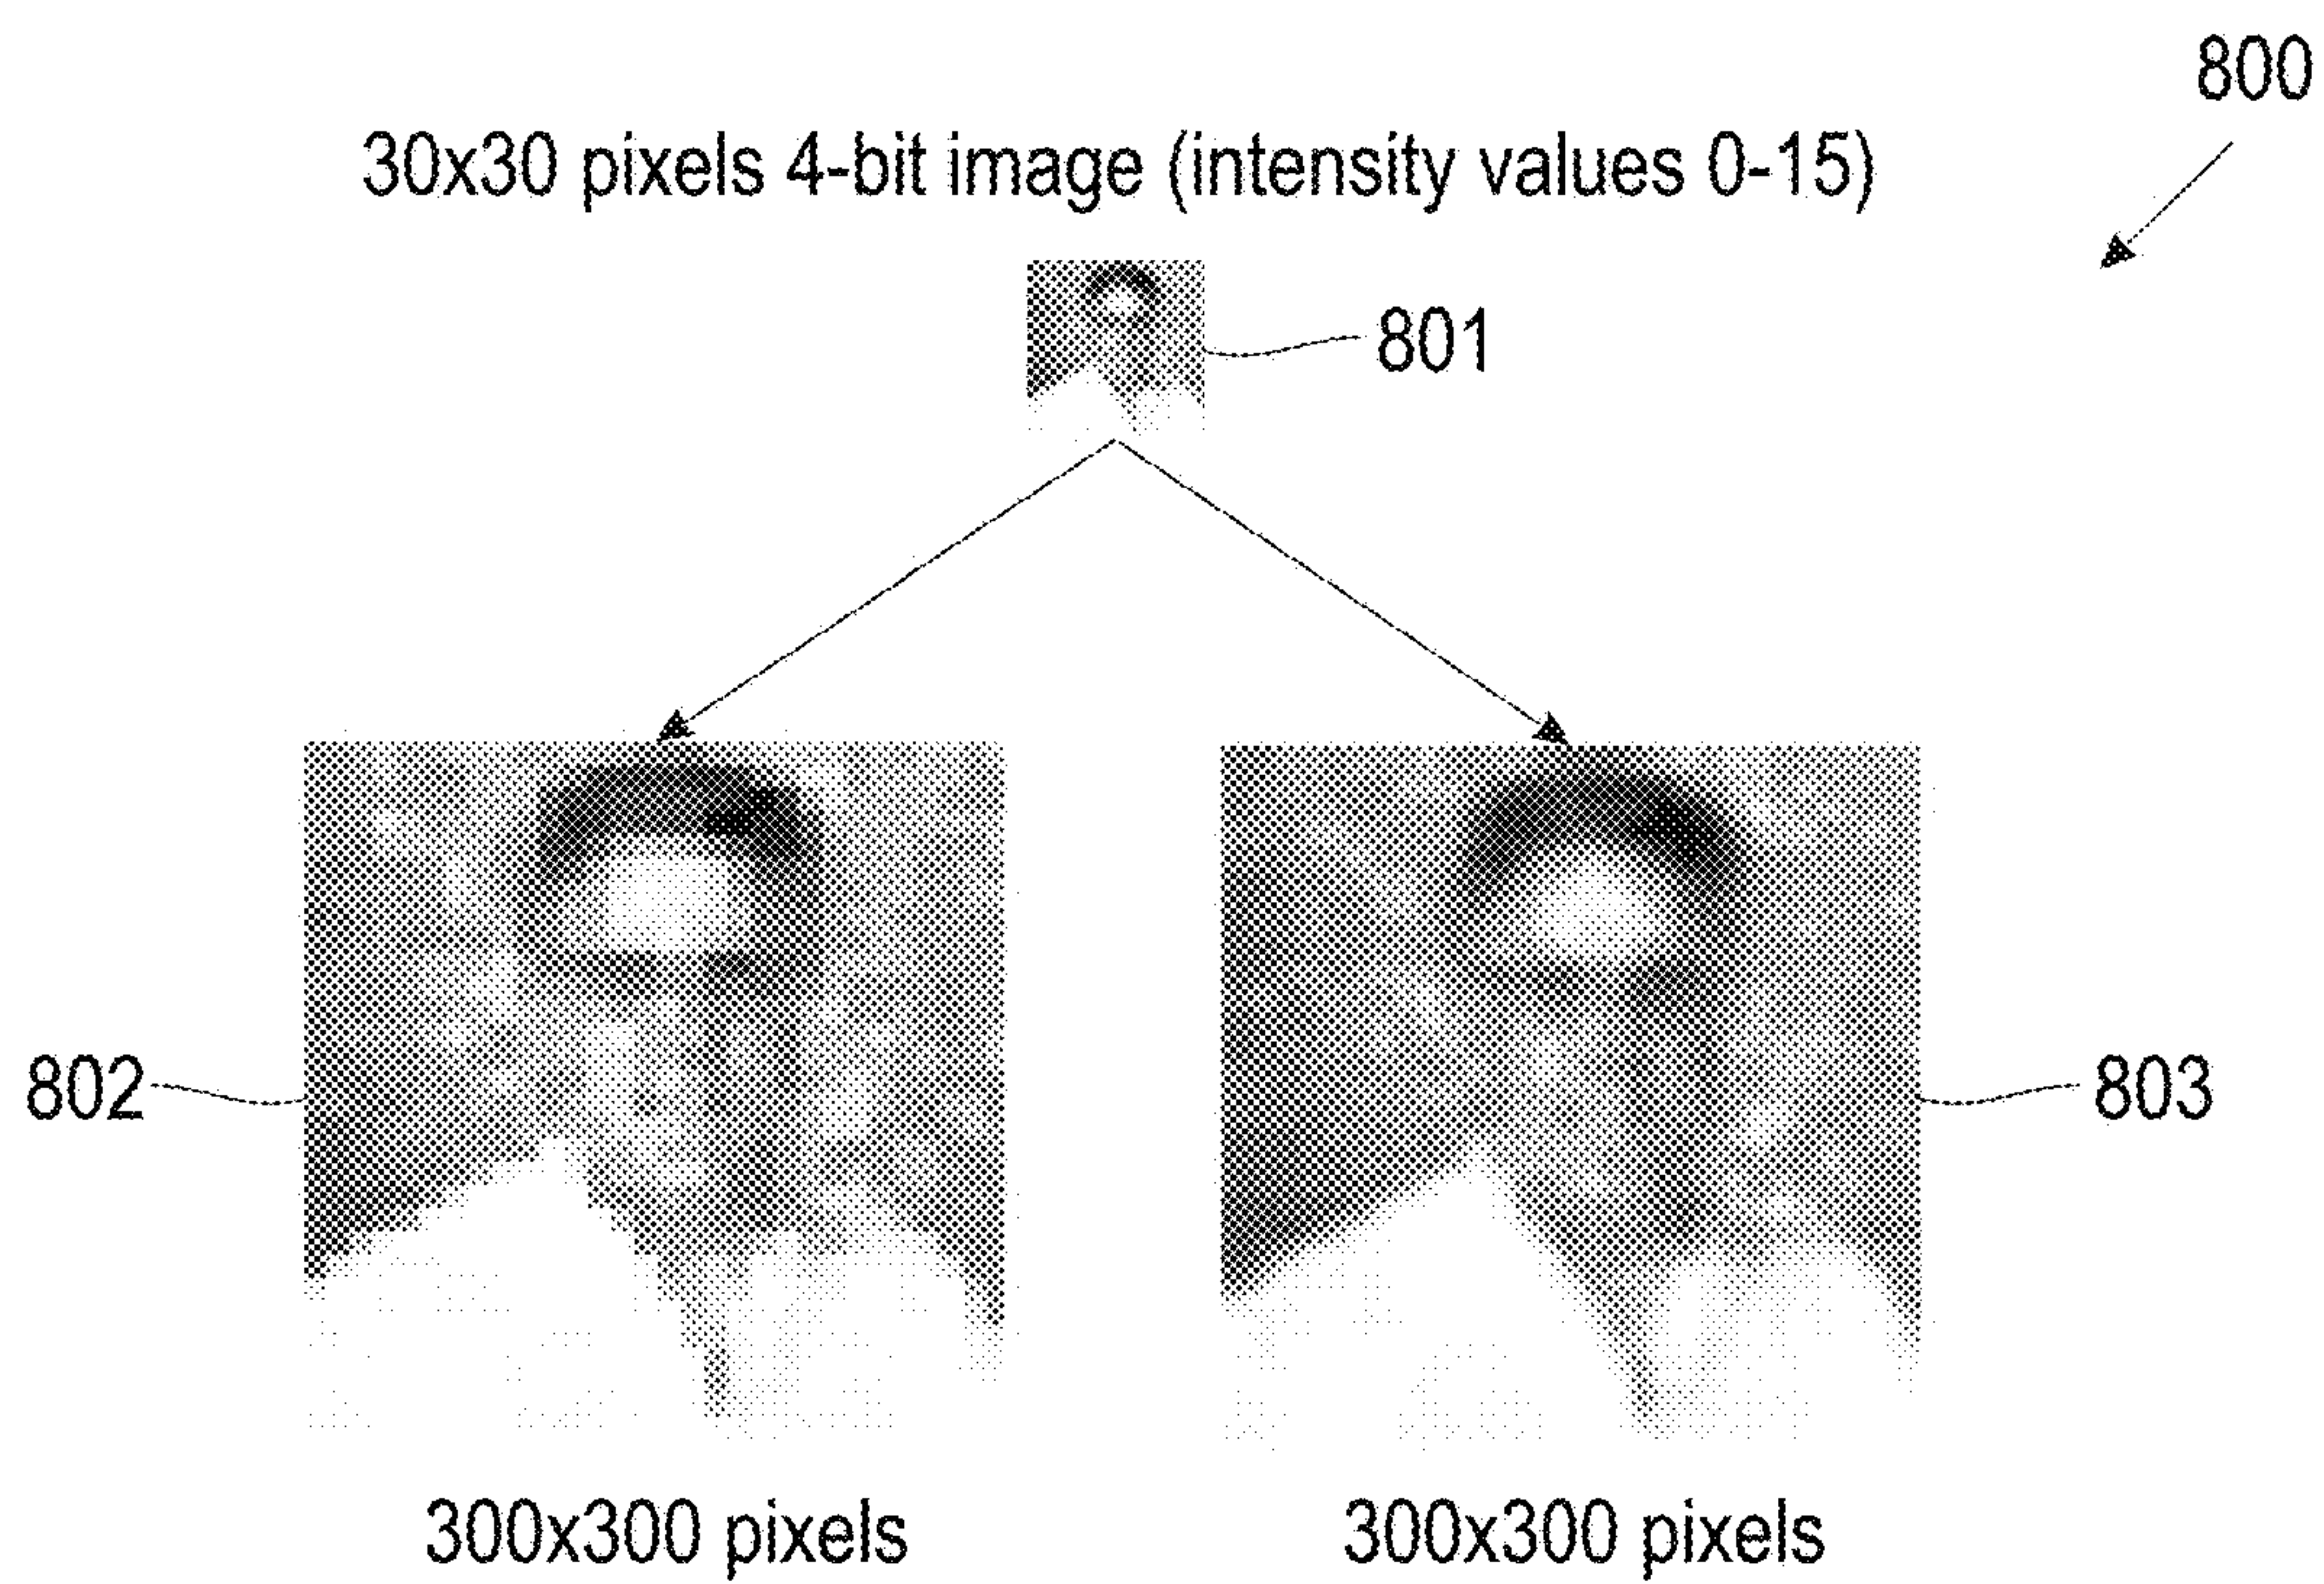 800
30x30 pixels 4-bit image (intensity values 0-15)
801
802
803
300x300 pixels
300x300 pixels